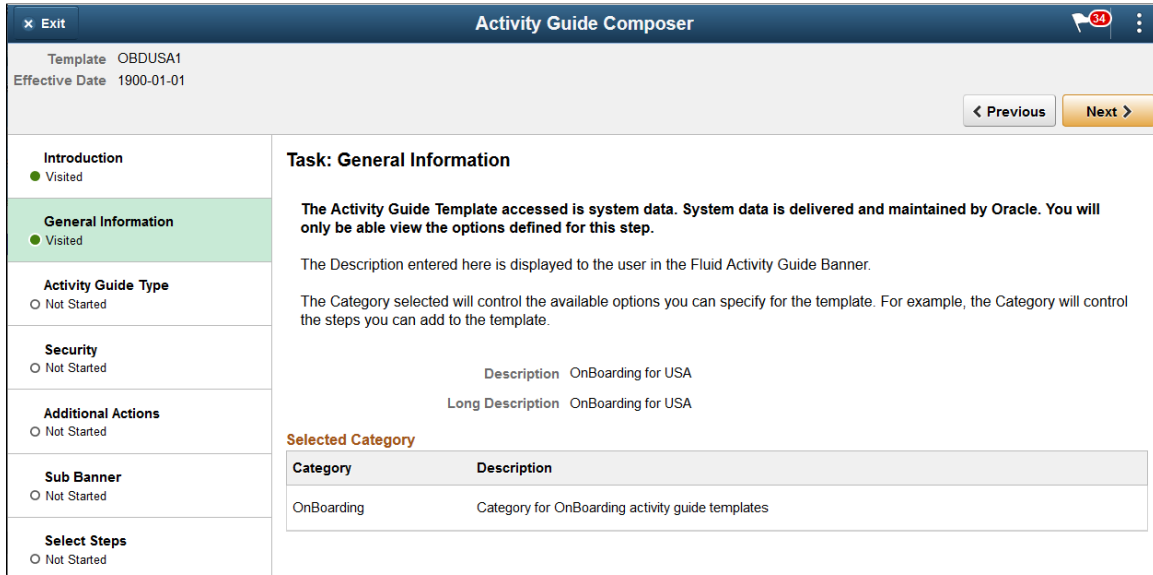 × Exit
Activity Guide Composer
34
Template OBDUSA1
Effective Date 1900-01-01
Previous
Next
Introduction
Visited
General Information
Visited
Activity Guide Type
Not Started
Security
Not Started
Additional Actions
Not Started
Sub Banner
Not Started
Select Steps
Not Started
Task: General Information
The Activity Guide Template accessed is system data. System data is delivered and maintained by Oracle. You will
only be able view the options defined for this step.
The Description entered here is displayed to the user in the Fluid Activity Guide Banner.
The Category selected will control the available options you can specify for the template. For example, the Category will control
the steps you can add to the template.
Description OnBoarding for USA
Long Description OnBoarding for USA
Selected Category
Category Description
OnBoarding Category for OnBoarding activity guide templates